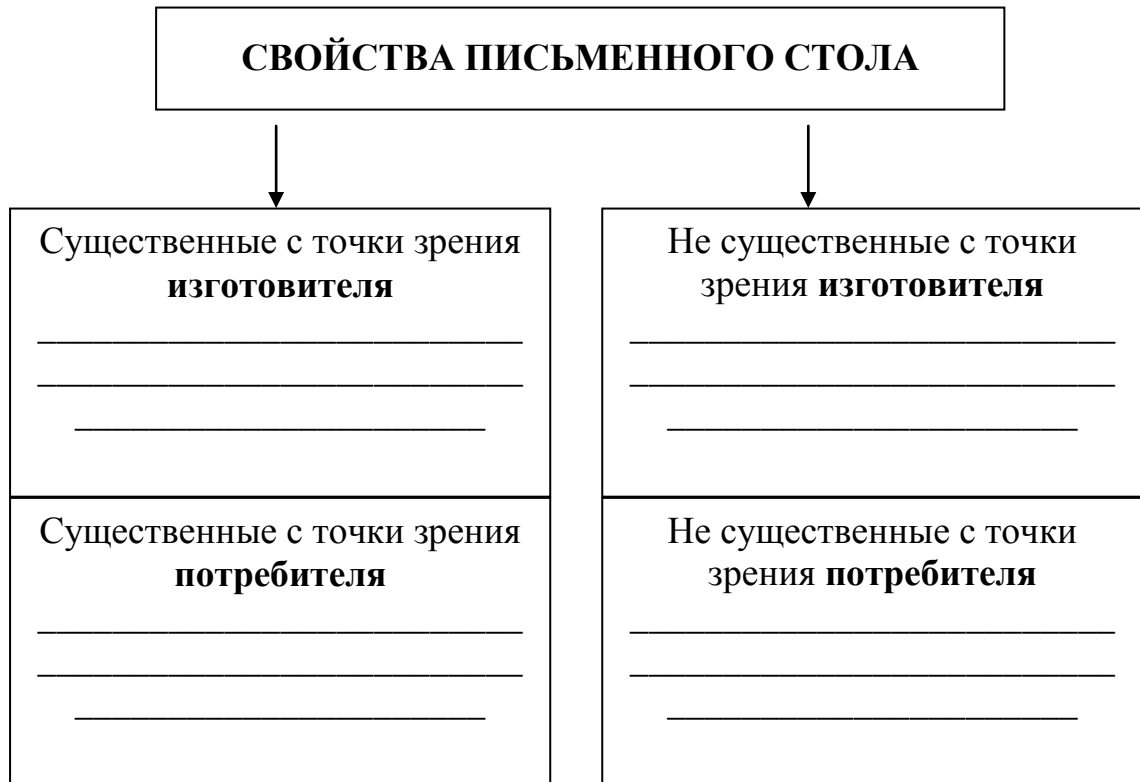 СВОЙСТВА ПИСЬМЕННОГО СТОЛА
Существенные с точки зрения
изготовителя
Не существенные с точки
зрения изготовителя
Существенные с точки зрения
потребителя
Не существенные с точки
зрения потребителя